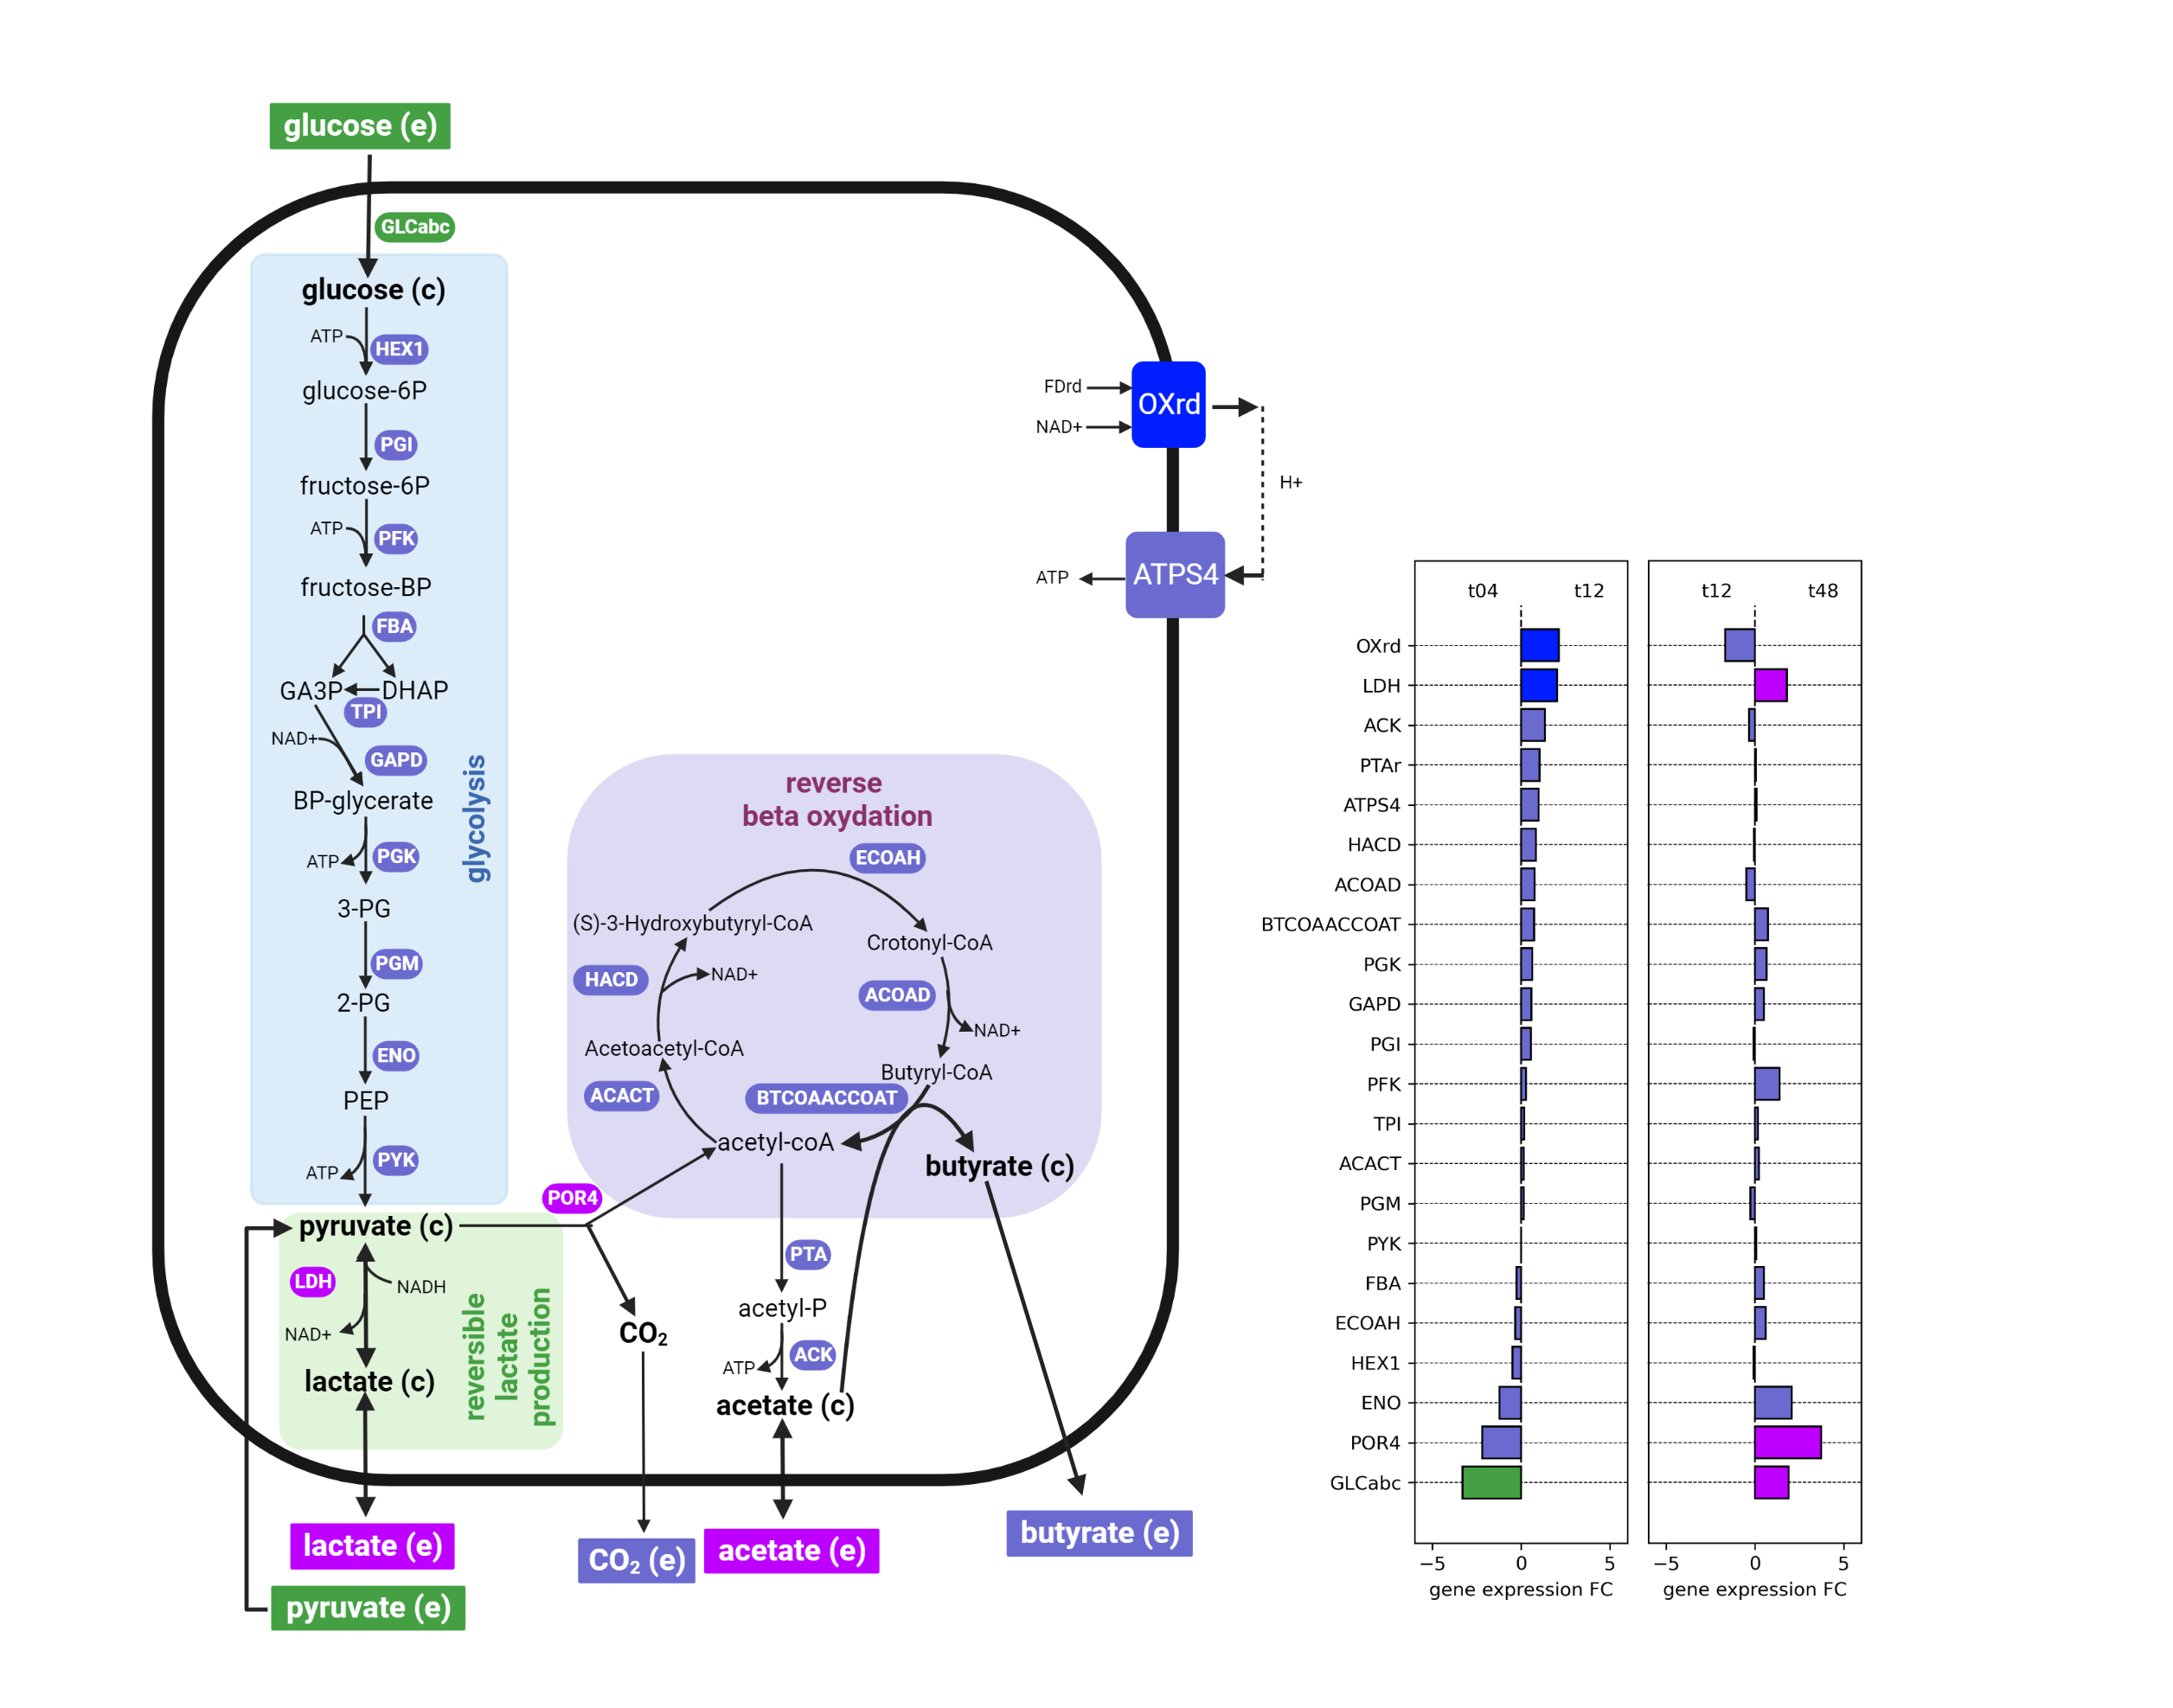 glucose (e)
GLCabc
glucose (c)
ATP
HEX1
glucose-6P
PGI
fructose-6P
ATP
PFK
fructose-BP
FBA
GA3P
DHAP
TPI
NAD+
GAPD
BP-glycerate
ATP
PGK
3-PG
PGM
2-PG
ENO
PEP
ATP
PYK
glycolysis
pyruvate (c)
LDH
NADH
NAD+
lactate (c)
reversible
lactate
production
lactate (e)
pyruvate (e)
POR4
CO₂
CO₂ (e)
reverse
beta oxydation
ECOAH
(S)-3-Hydroxybutyryl-CoA
Crotonyl-CoA
HACD
NAD+
ACOAD
NAD+
Acetoacetyl-CoA
Butyryl-CoA
ACACT
BTCOAACCOAT
acetyl-coA
butyrate (c)
PTA
acetyl-P
ATP
ACK
acetate (c)
acetate (e)
butyrate (e)
FDrd
NAD+
OXrd
H+
ATP
ATPS4
t04 t12
t12 t48
OXrd
LDH
ACK
PTAr
ATPS4
HACD
ACOAD
BTCOAACCOAT
PGK
GAPD
PGI
PFK
TPI
ACACT
PGM
PYK
FBA
ECOAH
HEX1
ENO
POR4
GLCabc
−5 0 5
−5 0 5
gene expression FC
gene expression FC